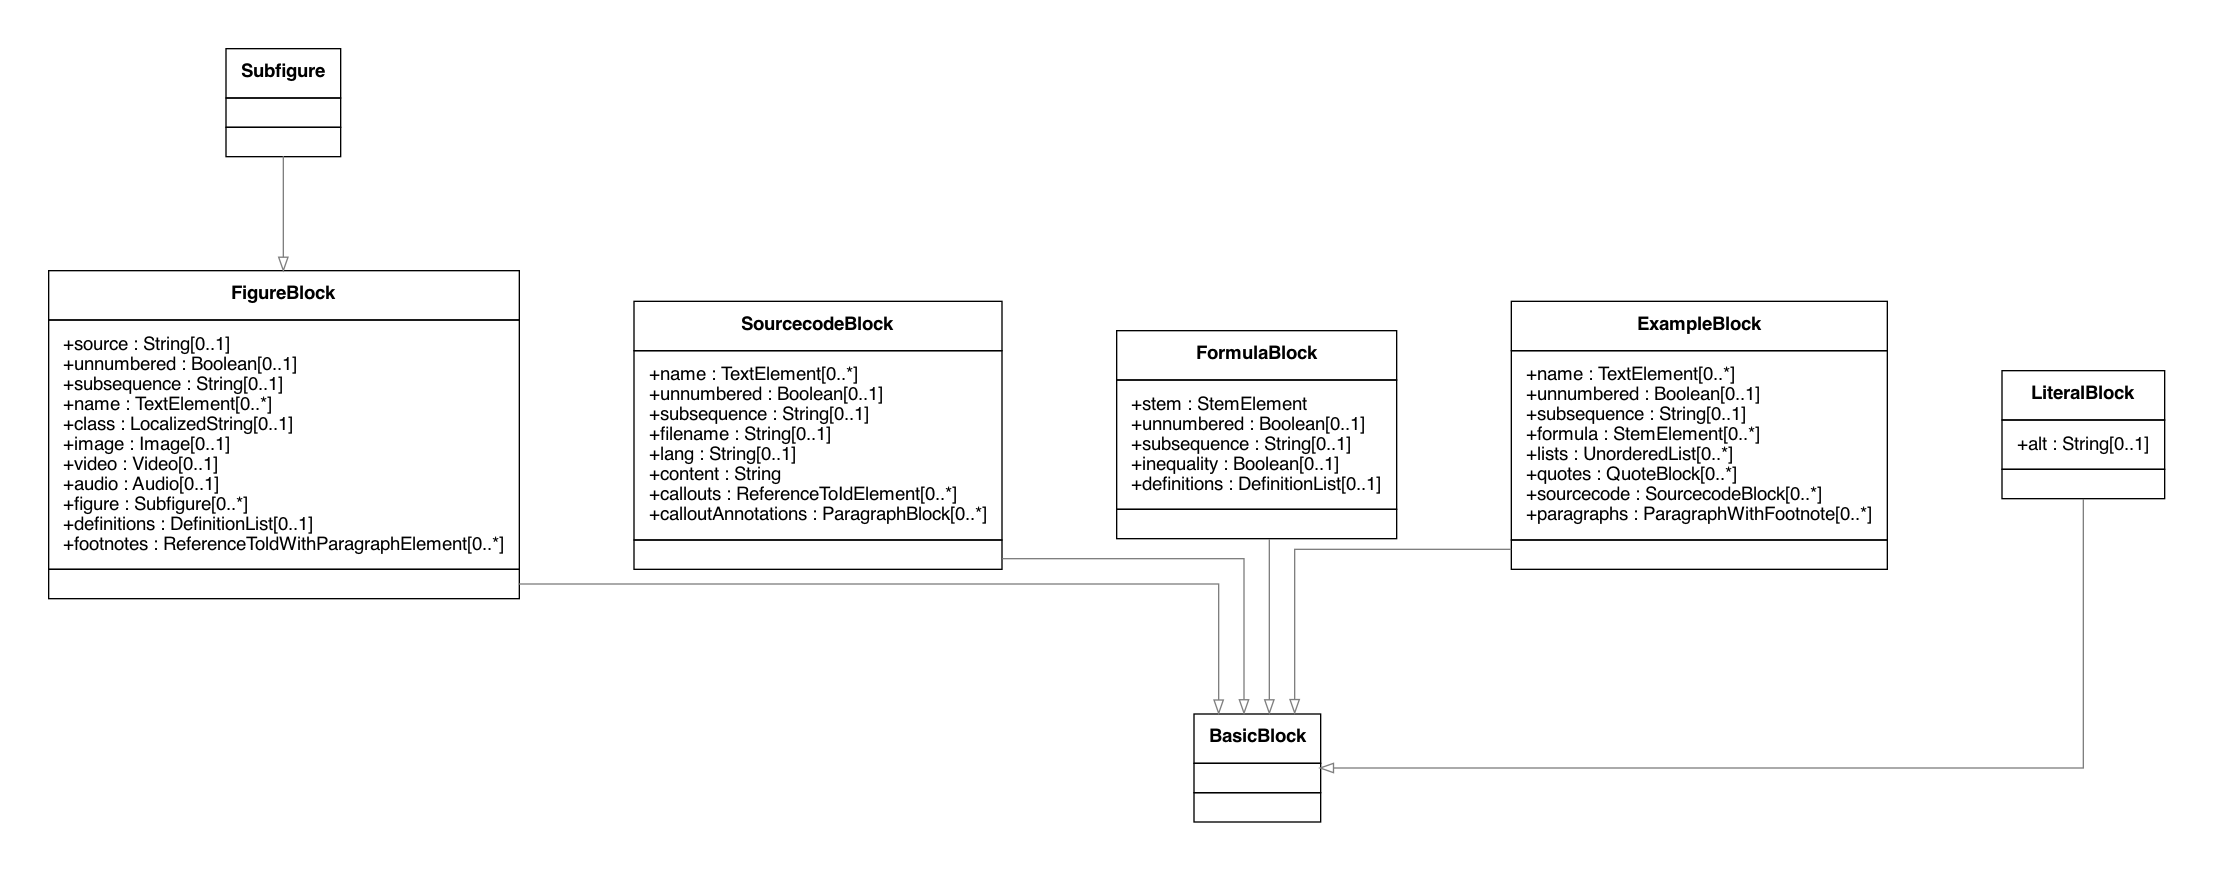 Subfigure
FigureBlock
+source : String[0..1]
+unnumbered : Boolean[0..1]
+subsequence : String[0..1]
+name : TextElement[0..*]
+class : LocalizedString[0..1]
+image : Image[0..1]
+video : Video[0..1]
+audio : Audio[0..1]
+figure : Subfigure[0..*]
+definitions : DefinitionList[0..1]
+footnotes : ReferenceToIdWithParagraphElement[0..*]
SourcecodeBlock
+name : TextElement[0..*]
+unnumbered : Boolean[0..1]
+subsequence : String[0..1]
+filename : String[0..1]
+lang : String[0..1]
+content : String
+callouts : ReferenceToIdElement[0..*]
+calloutAnnotations : ParagraphBlock[0..*]
FormulaBlock
+stem : StemElement
+unnumbered : Boolean[0..1]
+subsequence : String[0..1]
+inequality : Boolean[0..1]
+definitions : DefinitionList[0..1]
ExampleBlock
+name : TextElement[0..*]
+unnumbered : Boolean[0..1]
+subsequence : String[0..1]
+formula : StemElement[0..*]
+lists : UnorderedList[0..*]
+quotes : QuoteBlock[0..*]
+sourcecode : SourcecodeBlock[0..*]
+paragraphs : ParagraphWithFootnote[0..*]
LiteralBlock
+alt : String[0..1]
BasicBlock